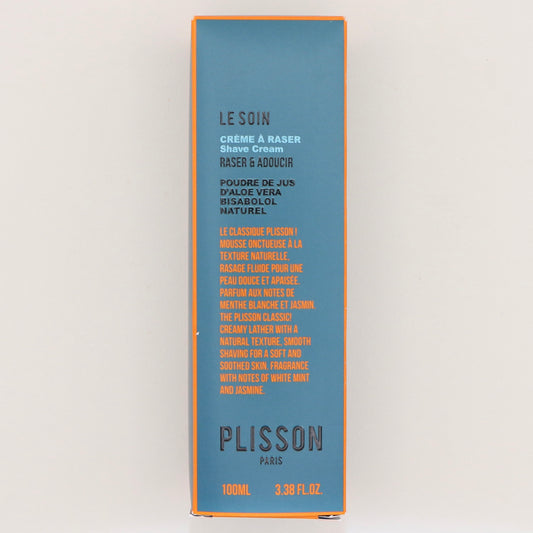 LE SOIN
CRÈME À RASER
Shave Cream
RASER & ADOUCIR
POUDRE DE JUS
D'ALOE VERA
BISABOLOL
NATUREL
LE CLASSIQUE PLISSON !
MOUSSE ONCTUEUSE À LA
TEXTURE NATURELLE,
RASAGE FLUIDE POUR UNE
PEAU DOUCE ET APAISÉE.
PARFUM AUX NOTES DE
MENTHE BLANCHE ET JASMIN.
THE PLISSON CLASSIC!
CREAMY LATHER WITH A
NATURAL TEXTURE, SMOOTH
SHAVING FOR A SOFT AND
SOOTHED SKIN. FRAGRANCE
WITH NOTES OF WHITE MINT
AND JASMINE.
PLISSON
PARIS
100ML 3.38 FL.OZ.